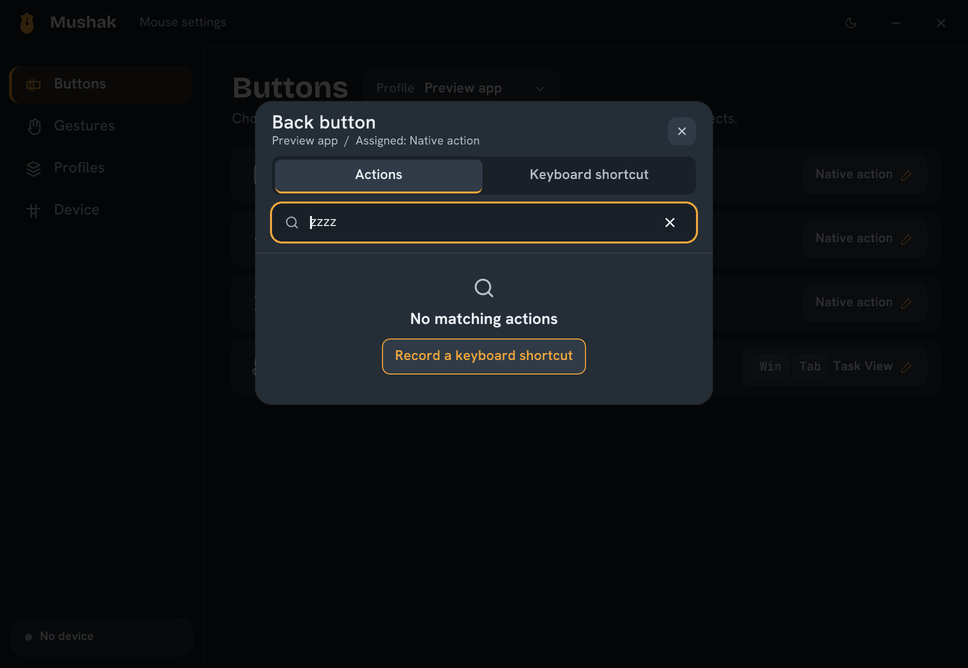 Mushak Mouse settings
Buttons
Gestures
Profiles
Device
No device
Buttons Profile Preview app
Native action
Native action
Native action
Win Tab Task View
Back button
Preview app / Assigned: Native action
Actions Keyboard shortcut
zzzz
No matching actions
Record a keyboard shortcut